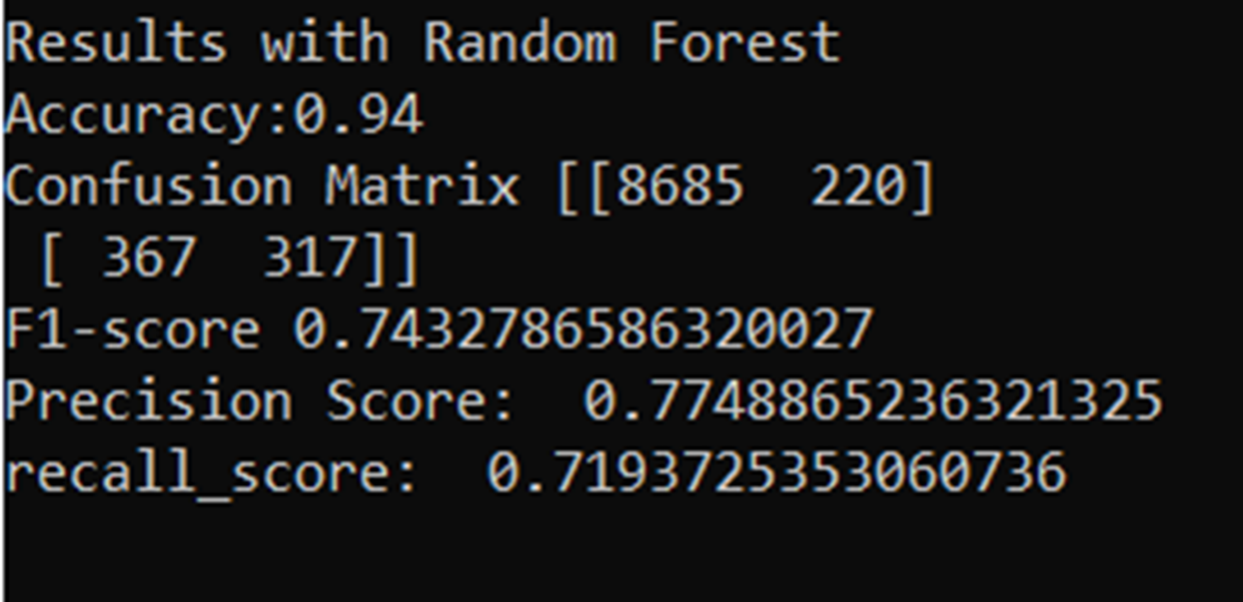 Results with Random Forest
Accuracy:0.94
Confusion Matrix [[8685  220]
 [ 367  317]]
F1-score 0.7432786586320027
Precision Score:  0.7748865236321325
recall_score:  0.7193725353060736